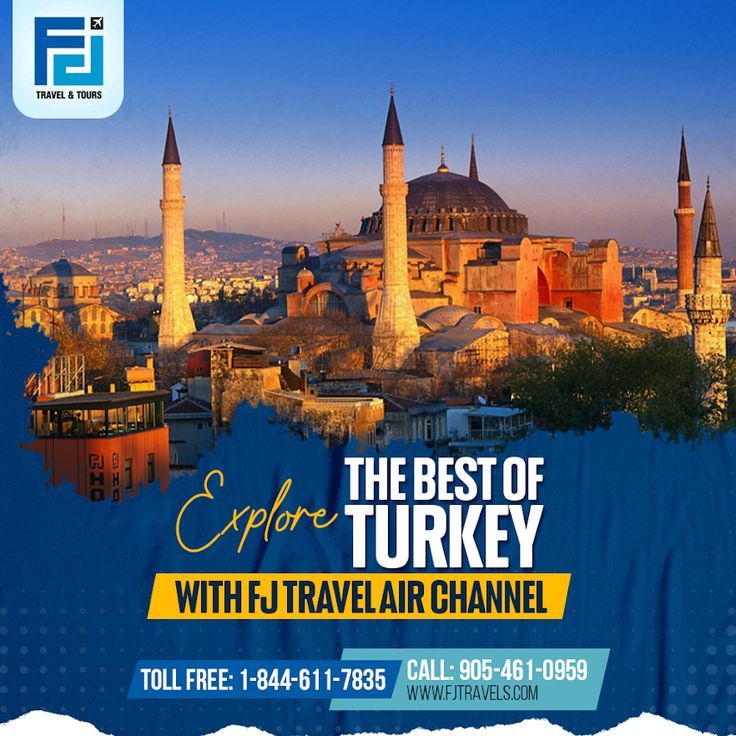 FJ
TRAVEL & TOURS
Explore
THE BEST OF
TURKEY
WITH FJ TRAVEL AIR CHANNEL
TOLL FREE: 1-844-611-7835
CALL: 905-461-0959
WWW.FJTRAVELS.COM